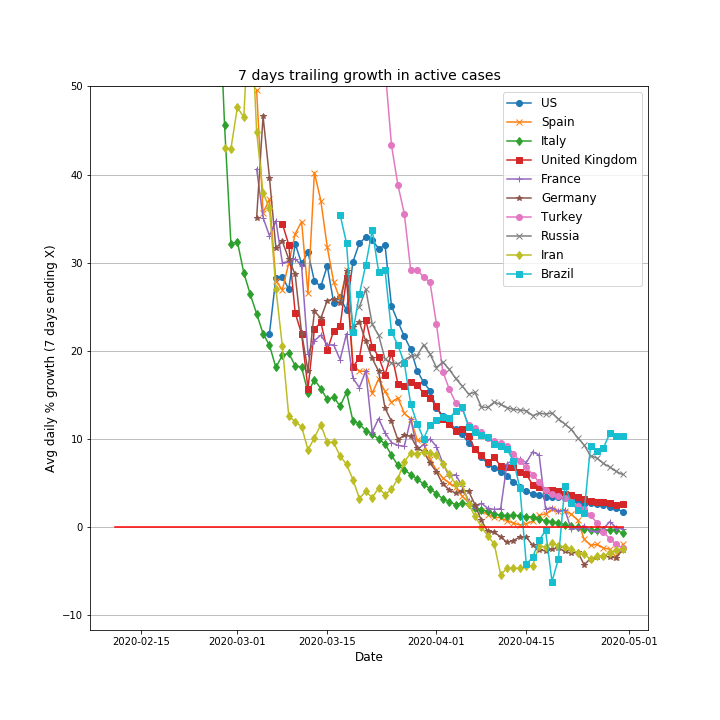 7 days trailing growth in active cases
Avg daily % growth (7 days ending X)
50
40
30
20
10
0
−10
US
Spain
Italy
United Kingdom
France
Germany
Turkey
Russia
Iran
Brazil
2020-02-15
2020-03-01
2020-03-15
2020-04-01
2020-04-15
2020-05-01
Date